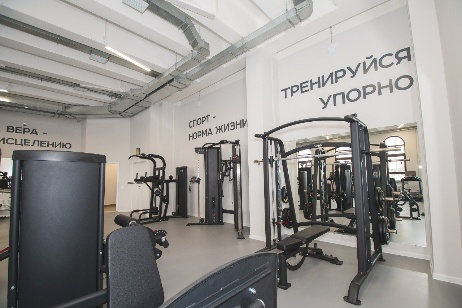 ВЕРА -
ИСЦЕЛЕНИЮ
СПОРТ -
НОРМА ЖИЗНИ
ТРЕНИРУЙСЯ
УПОРНО